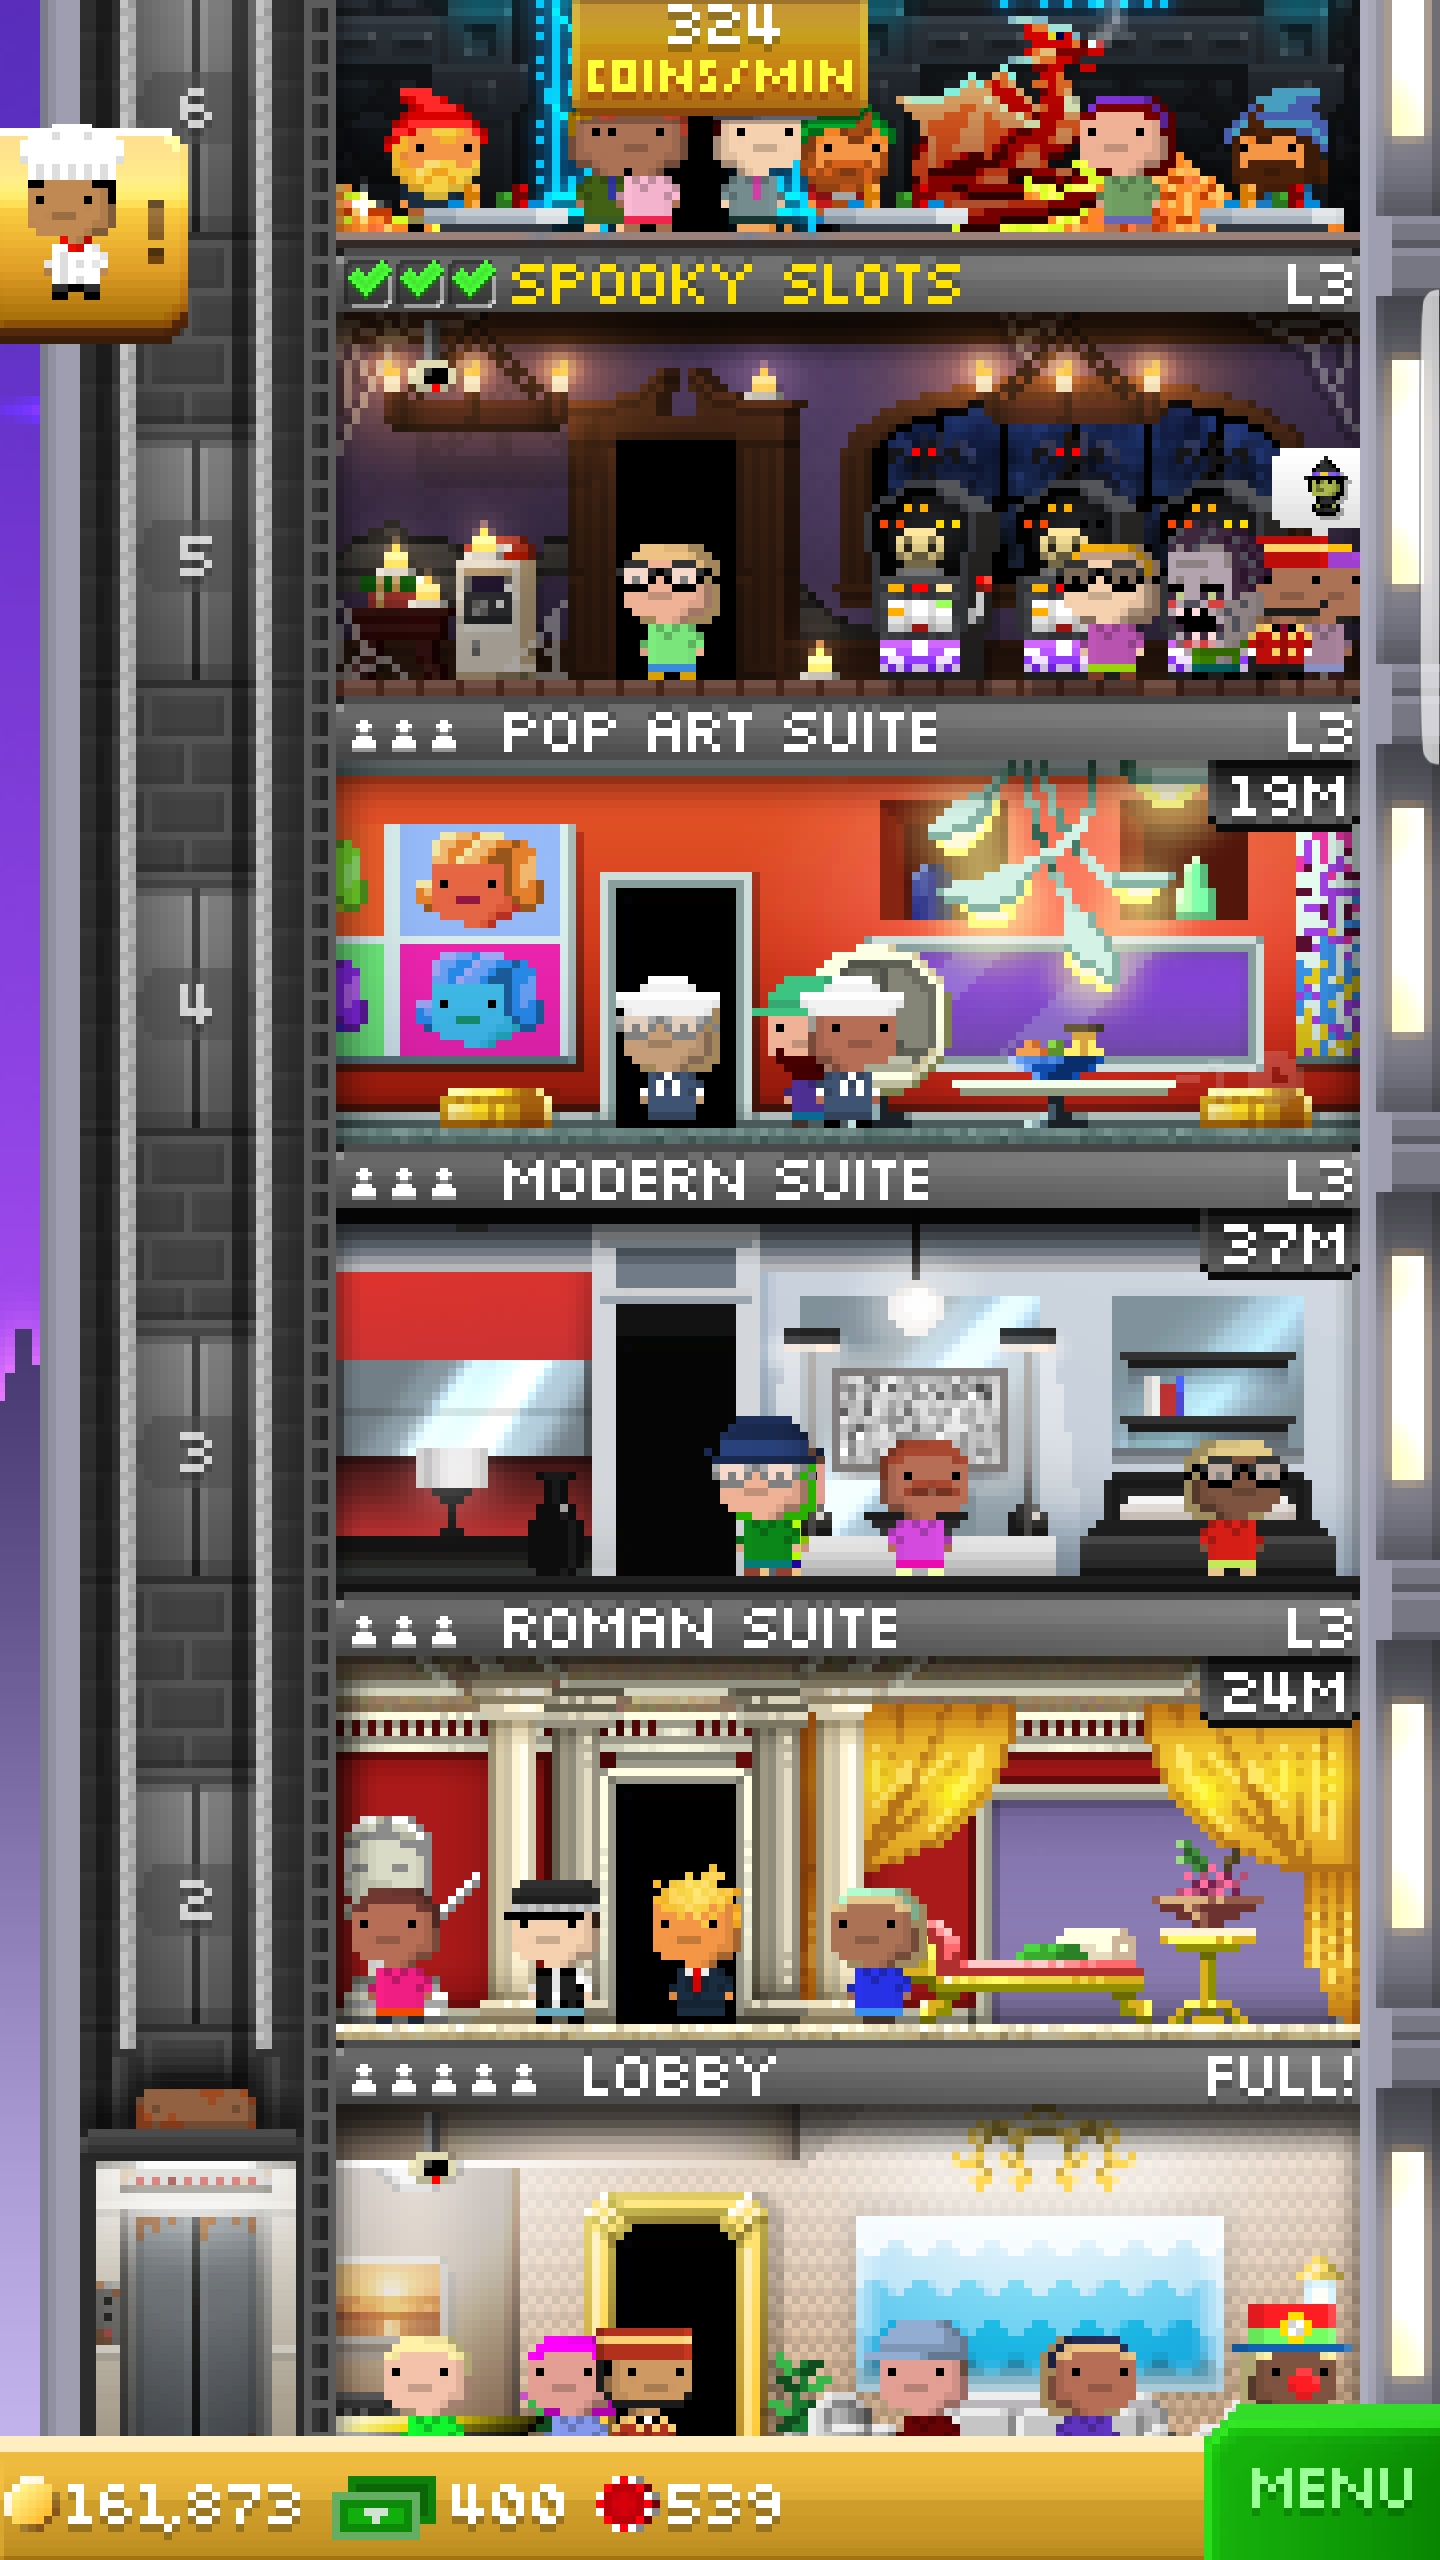 324
COINS/MIN
6
!
SPOOKY SLOTS L3
5
POP ART SUITE L3
19M
4
MODERN SUITE L3
37M
3
ROMAN SUITE L3
24M
2
LOBBY FULL!
161,873 400 539 MENU